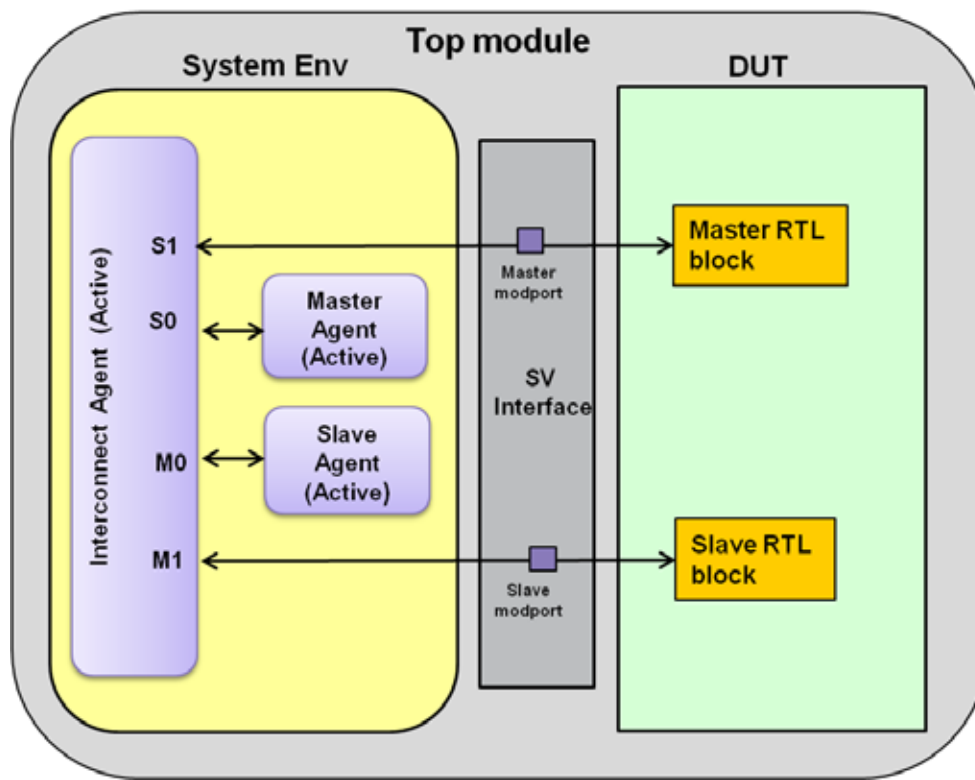 Top module
System Env
DUT
Interconnect Agent (Active)
S1
S0
M0
M1
Master
Agent
(Active)
Slave
Agent
(Active)
Master
modport
SV
Interface
Slave
modport
Master RTL
block
Slave RTL
block